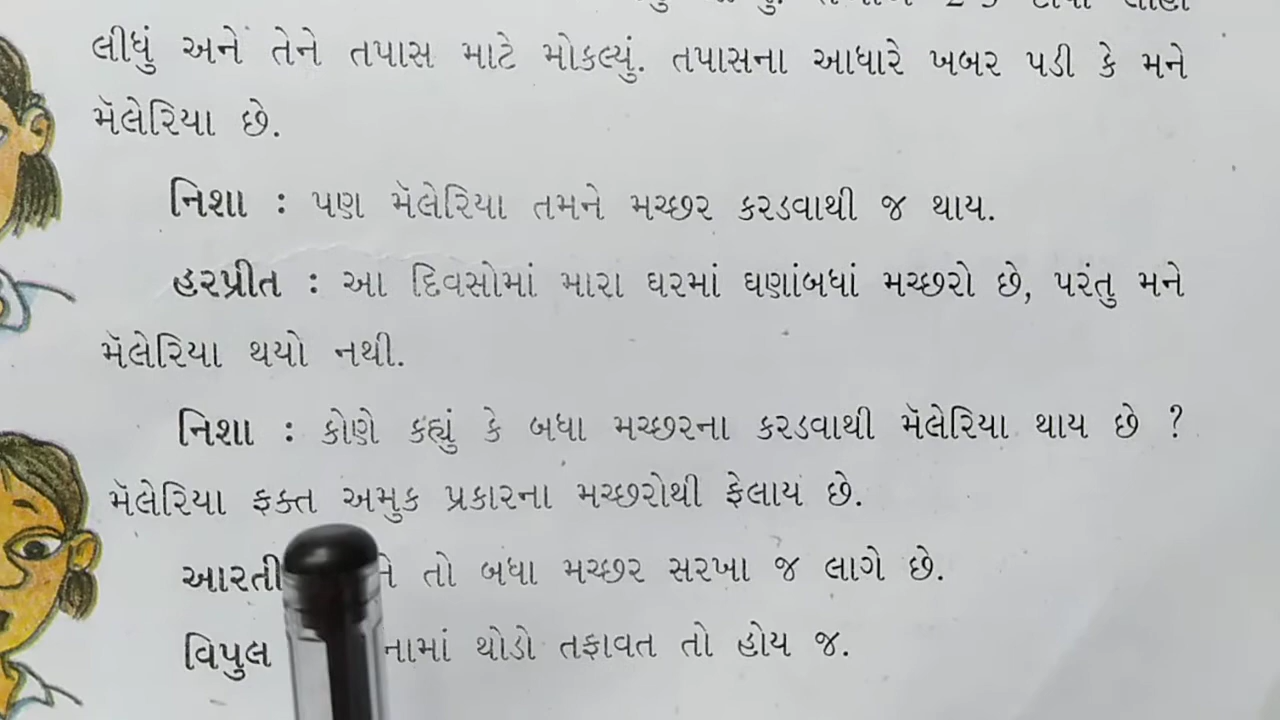 લીધું અને તેને તપાસ માટે મોકલ્યું. તપાસના આધારે ખબર પડી કે મને
મૅલેરિયા છે.
નિશા : પણ મૅલેરિયા તમને મચ્છર કરડવાથી જ થાય.
હરપ્રીત : આ દિવસોમાં મારા ઘરમાં ઘણાંબધાં મચ્છરો છે, પરંતુ મને
મૅલેરિયા થયો નથી.
નિશા : કોણે કહ્યું કે બધા મચ્છરના કરડવાથી મૅલેરિયા થાય છે ?
મૅલેરિયા ફક્ત અમુક પ્રકારના મચ્છરોથી ફેલાય છે.
આરતી તો બધા મચ્છર સરખા જ લાગે છે.
વિપુલ થોડો તફાવત તો હોય જ.